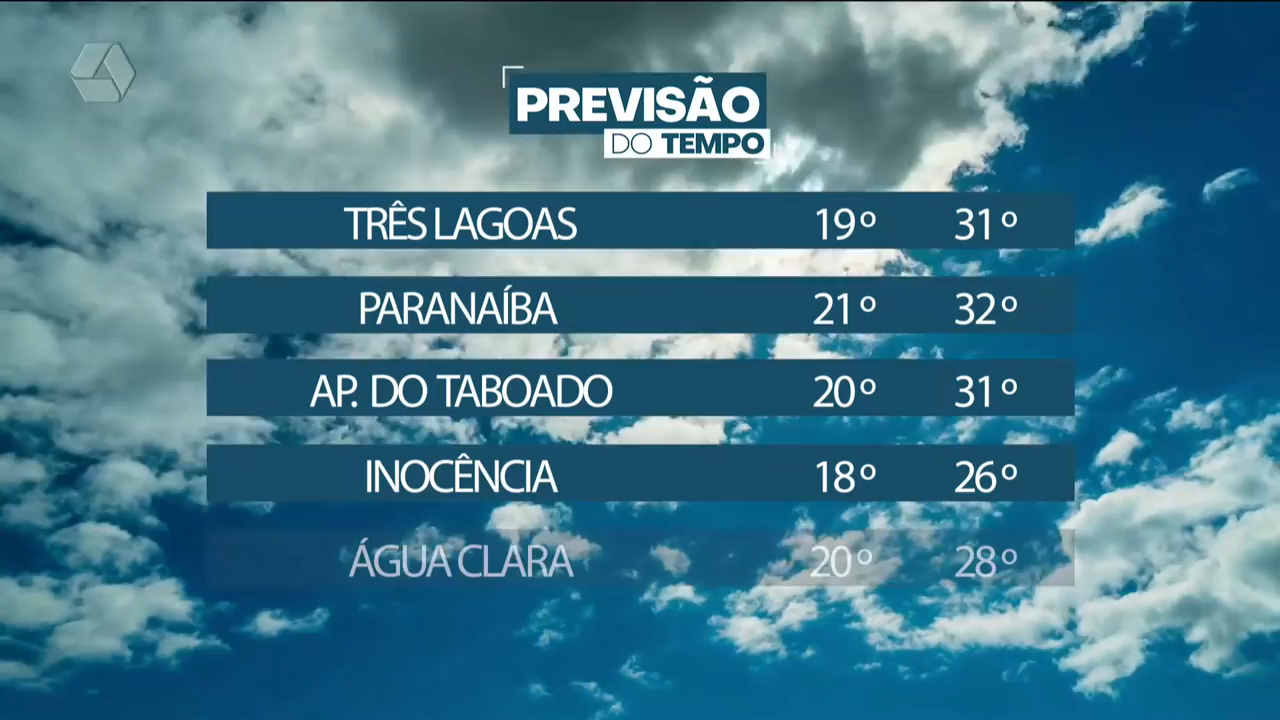 PREVISÃO
DO TEMPO
TRÊS LAGOAS 19º 31º
PARANAÍBA 21º 32º
AP. DO TABOADO 20º 31º
INOCÊNCIA 18º 26º
ÁGUA CLARA 20º 28º